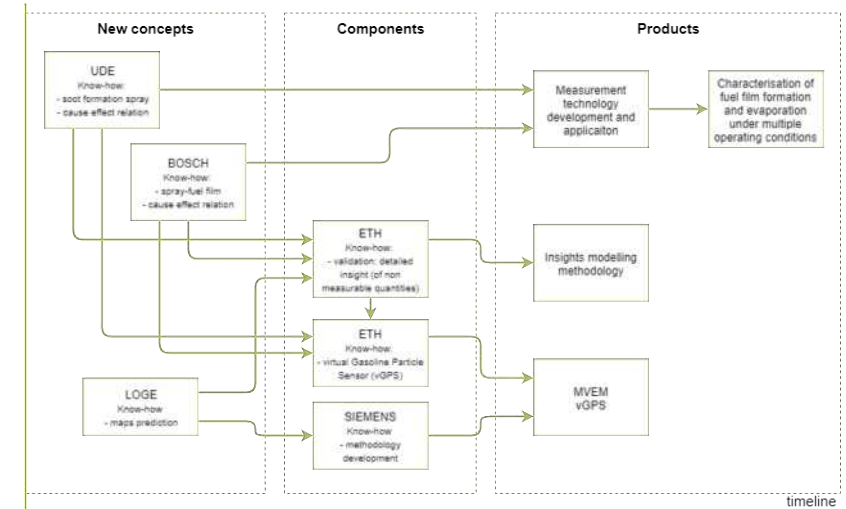 New concepts
Components
Products
UDE
Know-how:
- soot formation spray
- cause effect relation
BOSCH
Know-how:
- spray-fuel film
- cause effect relation
LOGE
Know-how
- maps prediction
ETH
Know-how:
- validation: detailed
insight (of non
measurable quantities)
ETH
Know-how:
- virtual Gasoline Particle
Sensor (vGPS)
SIEMENS
Know-how
- methodology
development
Measurement
technology
development and
applicaiton
Characterisation of
fuel film formation
and evaporation
under multiple
operating conditions
Insights modelling
methodology
MVEM
vGPS
timeline